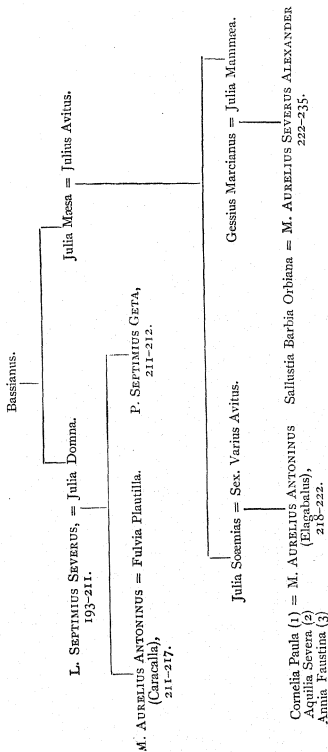 Bassianus.
L. SEPTIMIUS SEVERUS, = Julia Domna.
193–211.
Julia Mæsa = Julius Avitus.
M. AURELIUS ANTONINUS = Fulvia Plautilla.
(Caracalla),
211–217.
P. SEPTIMIUS GETA,
211–212.
Julia Soæmias = Sex. Varius Avitus.
Gessius Marcianus = Julia Mammæa.
Cornelia Paula (1) = M. AURELIUS ANTONINUS
Aquilia Severa (2)
Annia Faustina (3)
(Elagabalus),
218–222.
Sallustia Barbia Orbiana = M. AURELIUS SEVERUS ALEXANDER
222–235.